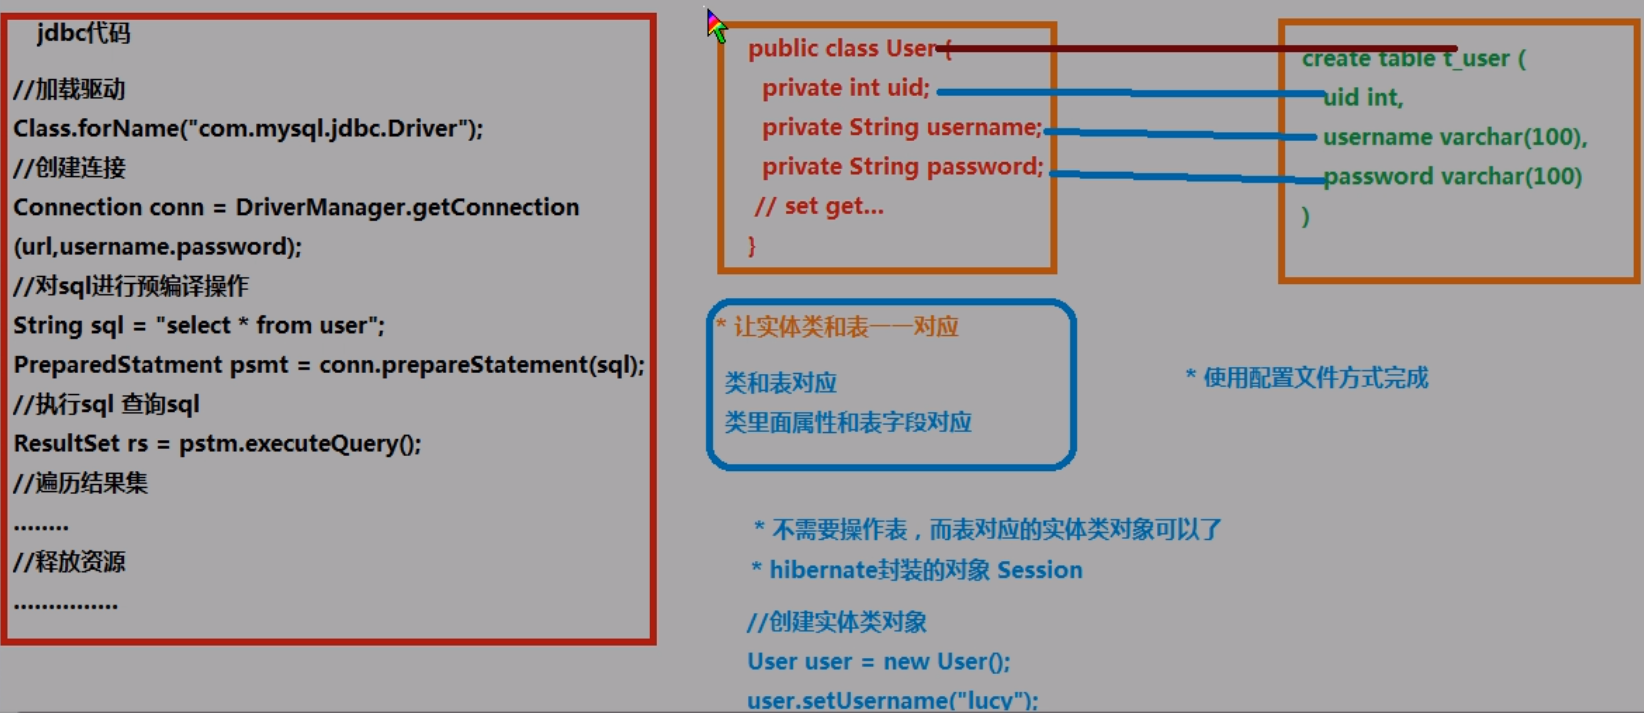 jdbc代码
//加载驱动
Class.forName("com.mysql.jdbc.Driver");
//创建连接
Connection conn = DriverManager.getConnection
(url,username.password);
//对sql进行预编译操作
String sql = "select * from user";
PreparedStatment psmt = conn.prepareStatement(sql);
//执行sql 查询sql
ResultSet rs = pstm.executeQuery();
//遍历结果集
........
//释放资源
...............
public class User {
private int uid;
private String username;
private String password;
// set get...
}
create table t_user (
uid int,
username varchar(100),
password varchar(100)
)
* 让实体类和表一一对应
类和表对应
类里面属性和表字段对应
* 使用配置文件方式完成
* 不需要操作表，而表对应的实体类对象可以了
* hibernate封装的对象 Session
//创建实体类对象
User user = new User();
user.setUsername("lucy");